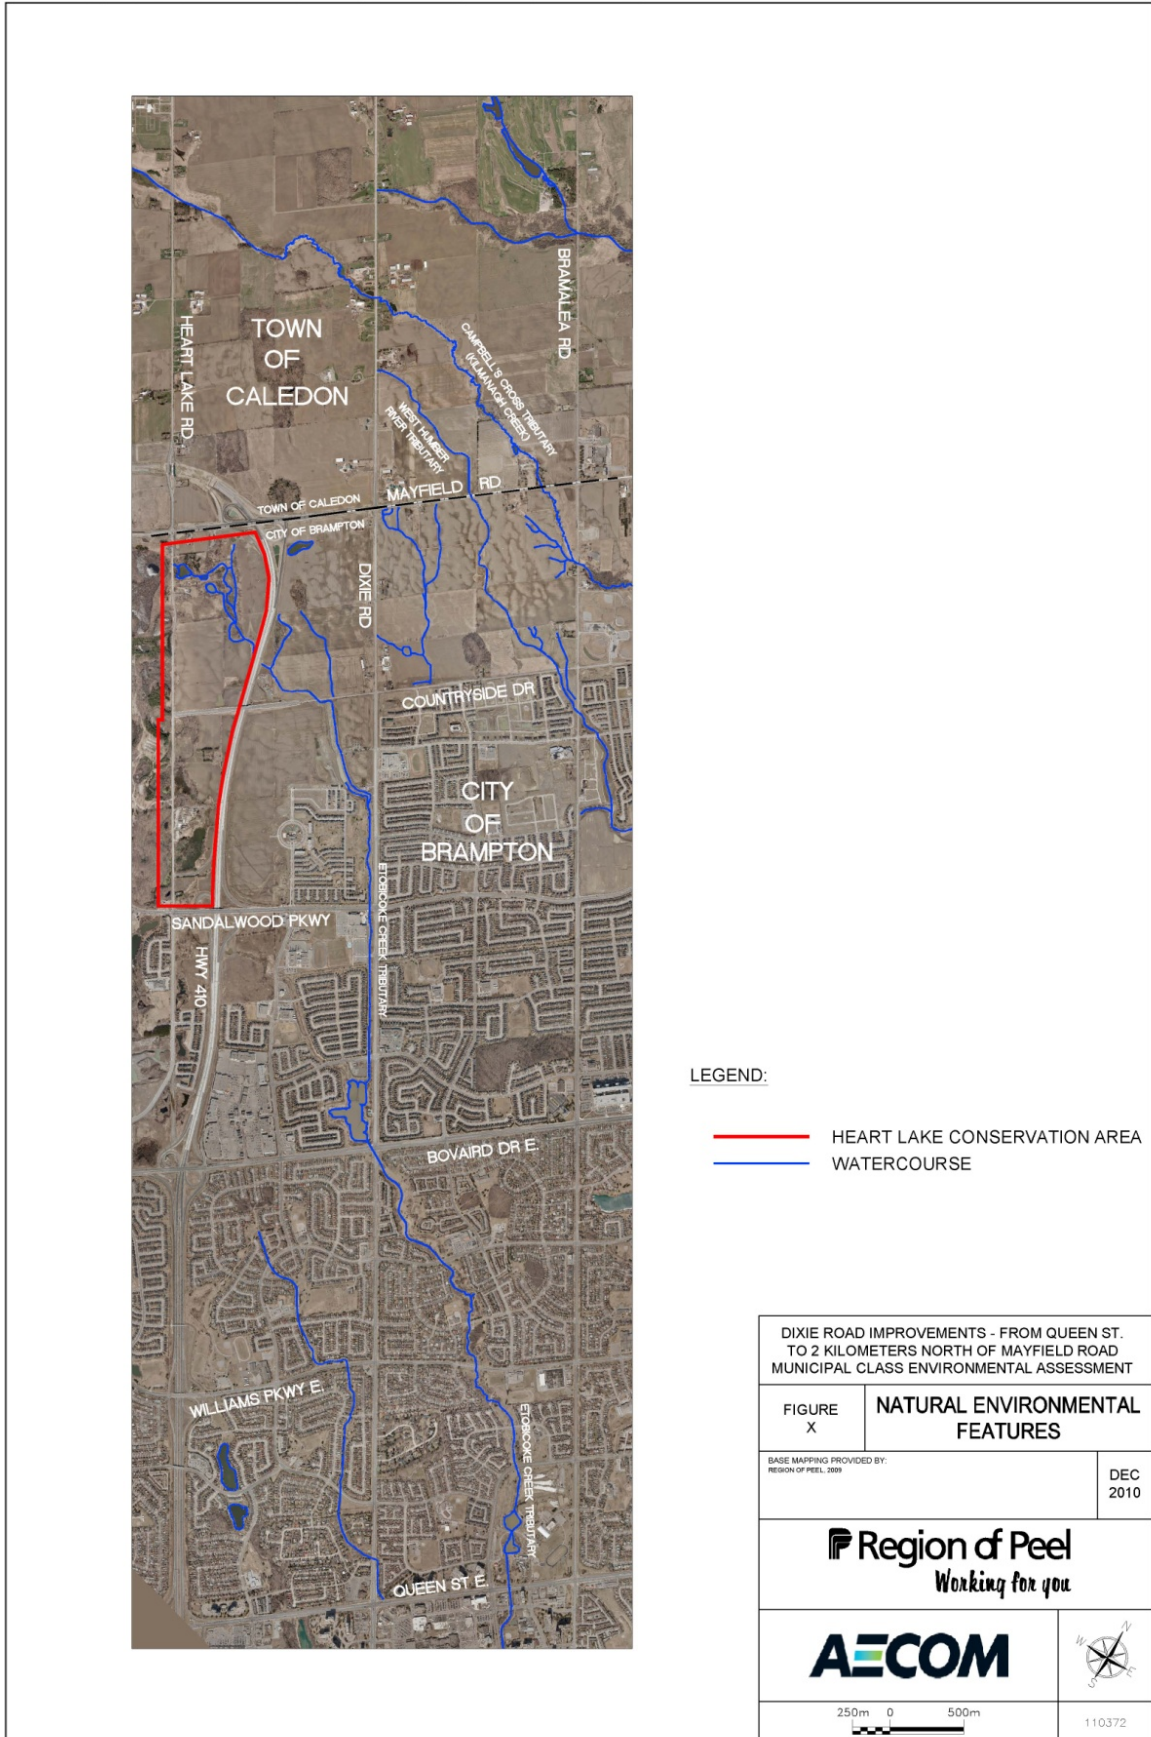 BRAMALEA RD
HEART LAKE RD.
TOWN
OF
CALEDON
CAMPBELL'S CROSS TRIBUTARY
(KILMANAGH CREEK)
WEST HUMBER
RIVER TRIBUTARY
MAYFIELD RD
TOWN OF CALEDON
CITY OF BRAMPTON
DIXIE RD
COUNTRYSIDE DR
CITY
OF
BRAMPTON
ETOBICOKE CREEK TRIBUTARY
SANDALWOOD PKWY
HWY 410
BOVAIRD DR E.
WILLIAMS PKWY E.
ETOBICOKE CREEK TRIBUTARY
QUEEN ST E.
LEGEND:
HEART LAKE CONSERVATION AREA
WATERCOURSE
DIXIE ROAD IMPROVEMENTS - FROM QUEEN ST.
TO 2 KILOMETERS NORTH OF MAYFIELD ROAD
MUNICIPAL CLASS ENVIRONMENTAL ASSESSMENT
FIGURE
X
NATURAL ENVIRONMENTAL
FEATURES
BASE MAPPING PROVIDED BY:
REGION OF PEEL, 2009
DEC
2010
Region of Peel
Working for you
AECOM
N
W
E
S
250m 0 500m
110372